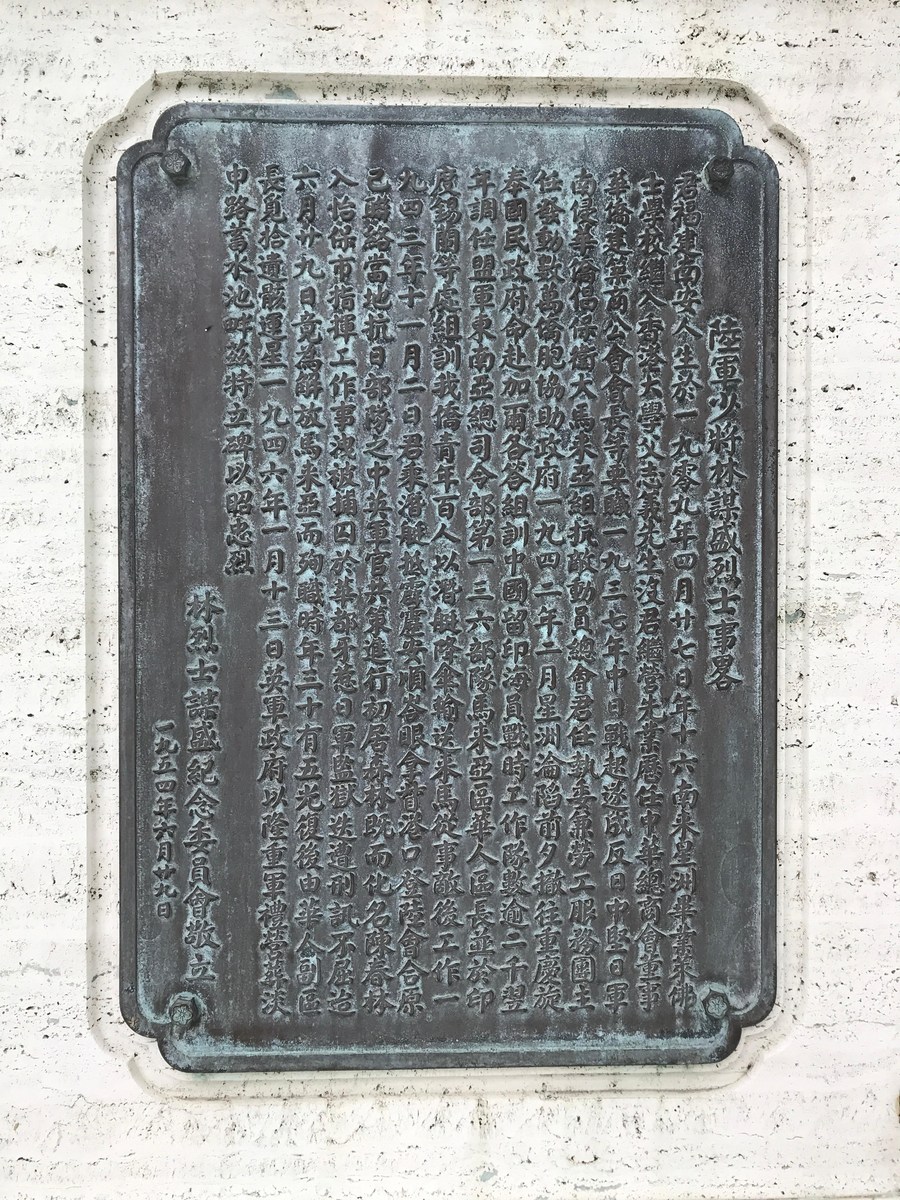 陸軍少將林謀盛烈士事畧
君福建南安人生於一九零九年四月廿七日年十六南來星洲畢業萊佛
士學校繼入香港大學父志義先生沒君繼營先業歷任中華總商會董事
華僑建築商公會會長等要職一九三七年中日戰起遂成反日中堅日軍
南侵華僑倡保衛大馬來亞組抗敵動員總會君任執委兼勞工服務團主
任發動數萬僑胞協助政府一九四二年二月星洲淪陷前夕撤往重慶旋
奉國民政府命赴加爾各答組訓中國留印海員戰時工作隊數逾二千翌
年調任盟軍東南亞總司令部第一三六部隊馬來亞區華人區長並於印
度錫蘭等處組訓我僑青年百人以潛艇降傘輸送來馬從事敵後工作一
九四三年十一月二日君乘潛艇抵 登陸會合原
已聯絡當地抗日部隊之中英軍官共策進行初居森林既而化名陳春林
入怡保市指揮工作事洩被捕囚於華都牙惹日軍監獄迭遭刑訊不屈迨
六月廿九日竟為解放馬來亞而殉職時年三十有五光復後由華僉副區
長覓拾遺骸運星一九四六年一月十三日英軍政府以隆重軍禮營葬淡
申路蓄水池畔茲特立碑以昭忠烈
林烈士謀盛紀念委員會敬立
一九五四年六月廿九日